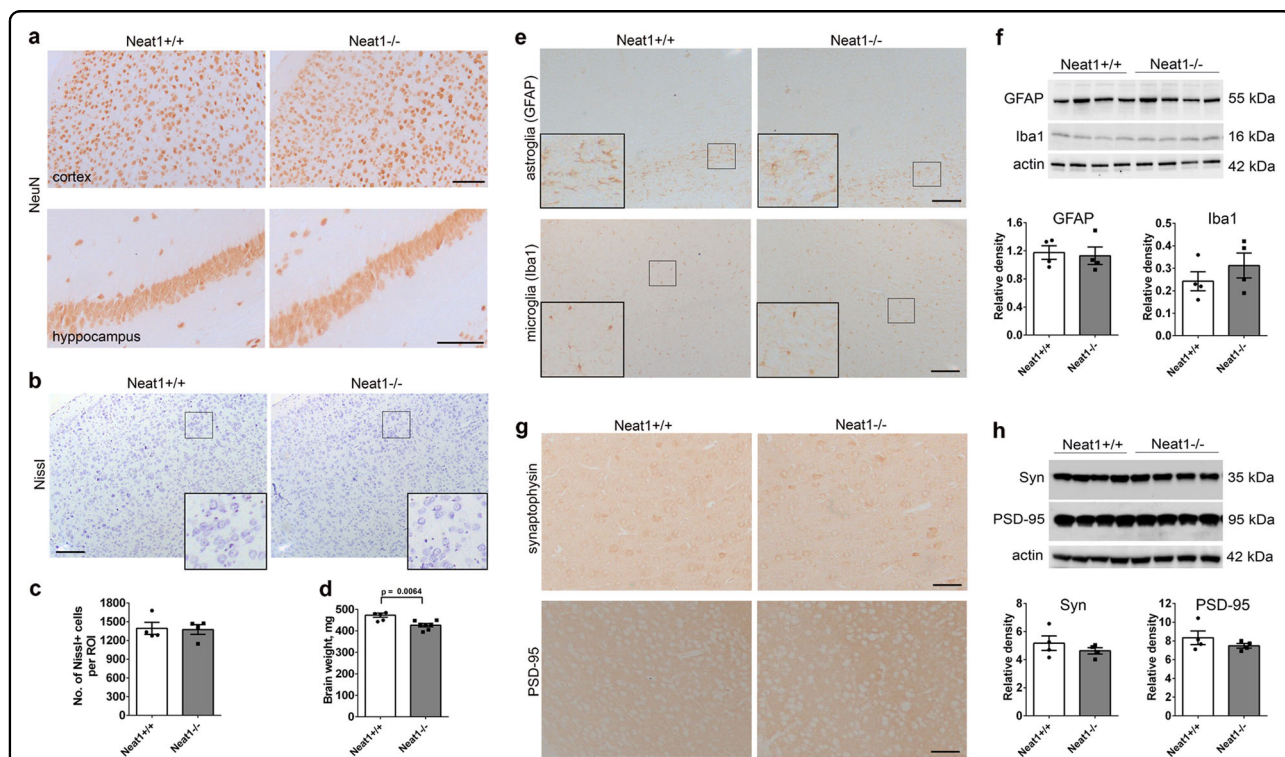 a
Neat1+/+ Neat1-/-
NeuN
cortex
hyppocampus
b
Neat1+/+ Neat1-/-
Nissl
c
No. of Nissl+ cells
per ROI
1800
1500
1200
900
600
300
0
Neat1+/+ Neat1-/-
d
p = 0.0064
Brain weight, mg
500
400
300
200
100
0
Neat1+/+ Neat1-/-
e
Neat1+/+ Neat1-/-
astroglia (GFAP)
microglia (Iba1)
f
Neat1+/+ Neat1-/-
GFAP 55 kDa
Iba1 16 kDa
actin 42 kDa
GFAP
Relative density
1.6
1.2
0.8
0.4
0.0
Neat1+/+ Neat1-/-
Iba1
Relative density
0.5
0.4
0.3
0.2
0.1
0.0
Neat1+/+ Neat1-/-
g
Neat1+/+ Neat1-/-
synaptophysin
PSD-95
h
Neat1+/+ Neat1-/-
Syn 35 kDa
PSD-95 95 kDa
actin 42 kDa
Syn
Relative density
8
6
4
2
0
Neat1+/+ Neat1-/-
PSD-95
Relative density
12
10
8
6
4
2
0
Neat1+/+ Neat1-/-